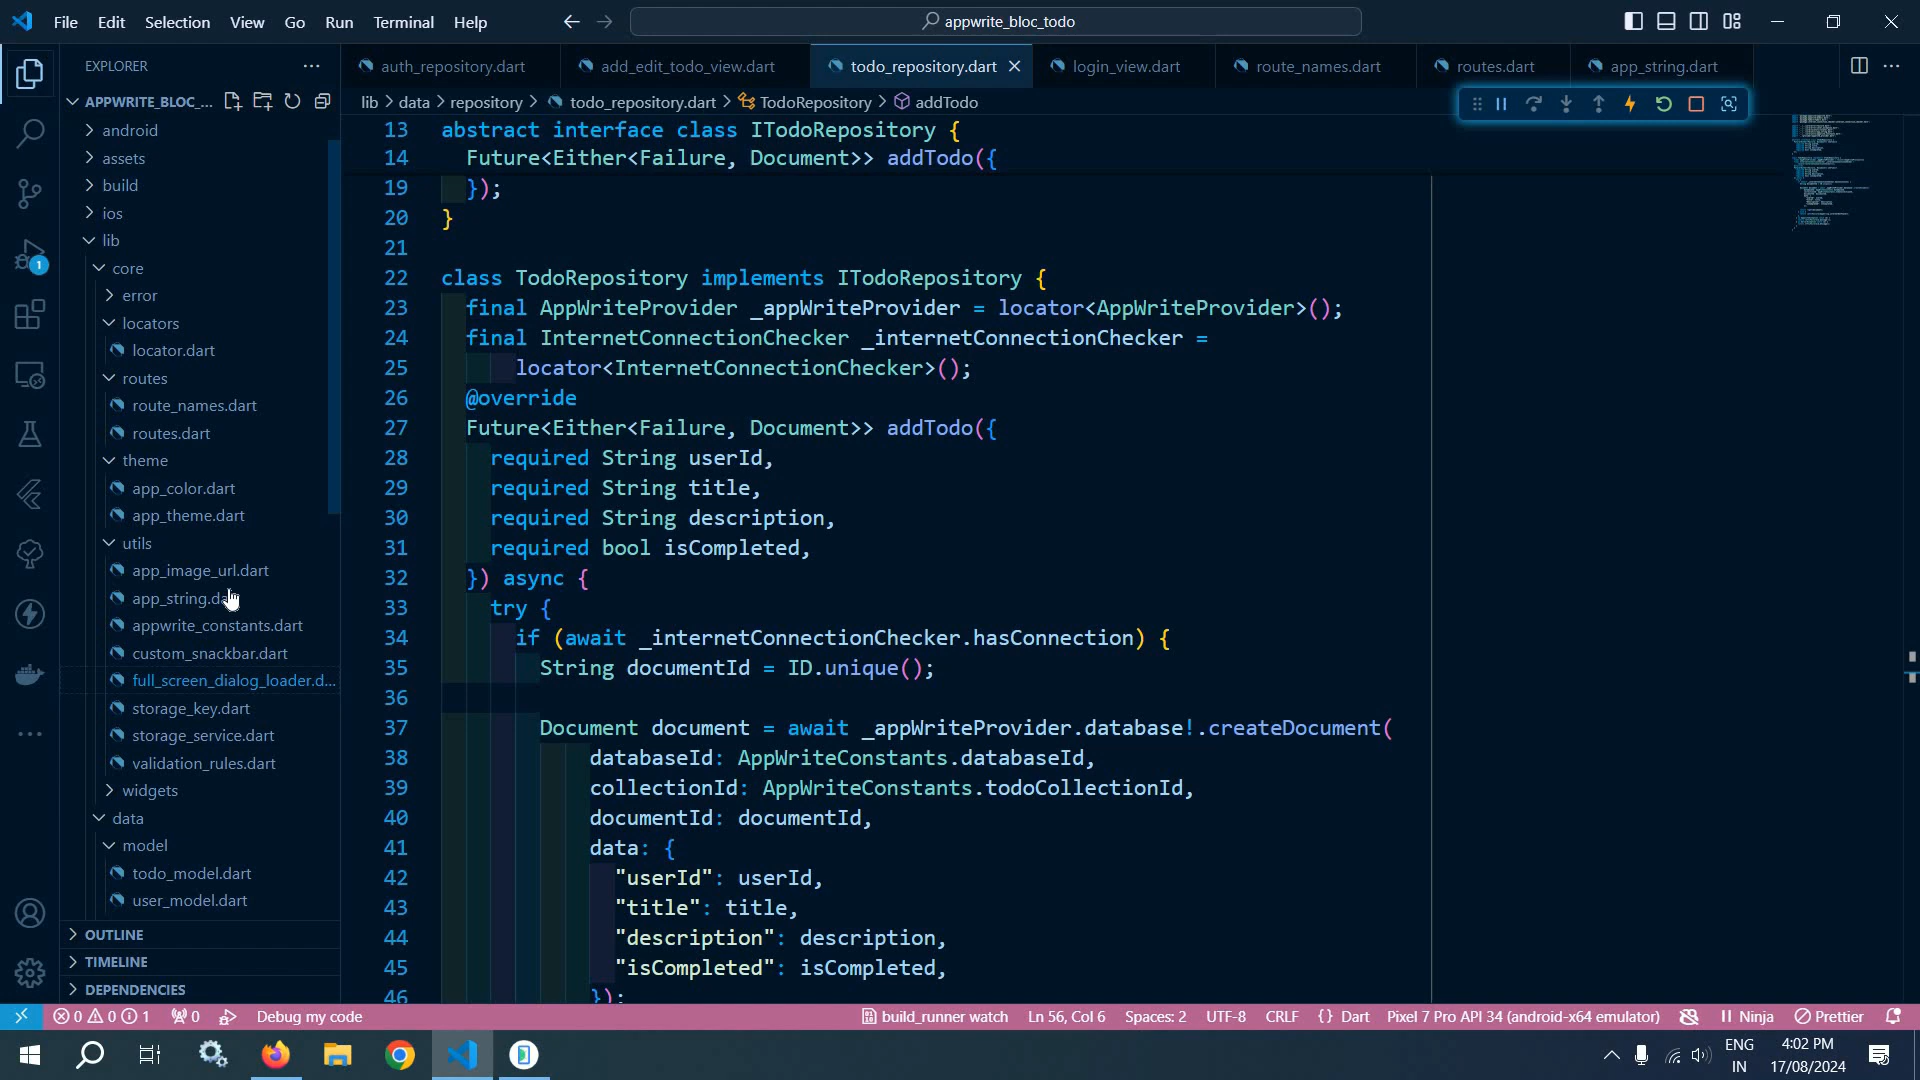 File Edit Selection View Go Run Terminal Help
appwrite_bloc_todo
EXPLORER
auth_repository.dart
add_edit_todo_view.dart
todo_repository.dart
login_view.dart
route_names.dart
routes.dart
app_string.dart
APPWRITE_BLOC_...
lib > data > repository > todo_repository.dart > TodoRepository > addTodo
android
assets
build
ios
lib
core
error
locators
locator.dart
routes
route_names.dart
routes.dart
theme
app_color.dart
app_theme.dart
utils
app_image_url.dart
app_string.da
appwrite_constants.dart
custom_snackbar.dart
full_screen_dialog_loader.d...
storage_key.dart
storage_service.dart
validation_rules.dart
widgets
data
model
todo_model.dart
user_model.dart
OUTLINE
TIMELINE
DEPENDENCIES
1
13 abstract interface class ITodoRepository {
14 Future<Either<Failure, Document>> addTodo({
19 });
20 }
21
22 class TodoRepository implements ITodoRepository {
23 final AppWriteProvider _appWriteProvider = locator<AppWriteProvider>();
24 final InternetConnectionChecker _internetConnectionChecker =
25 locator<InternetConnectionChecker>();
26 @override
27 Future<Either<Failure, Document>> addTodo({
28 required String userId,
29 required String title,
30 required String description,
31 required bool isCompleted,
32 }) async {
33 try {
34 if (await _internetConnectionChecker.hasConnection) {
35 String documentId = ID.unique();
36
37 Document document = await _appWriteProvider.database!.createDocument(
38 databaseId: AppWriteConstants.databaseId,
39 collectionId: AppWriteConstants.todoCollectionId,
40 documentId: documentId,
41 data: {
42 "userId": userId,
43 "title": title,
44 "description": description,
45 "isCompleted": isCompleted,
46 });
0 0 1 0 Debug my code build_runner watch Ln 56, Col 6 Spaces: 2 UTF-8 CRLF {} Dart Pixel 7 Pro API 34 (android-x64 emulator) Ninja Prettier
ENG
IN
4:02 PM
17/08/2024